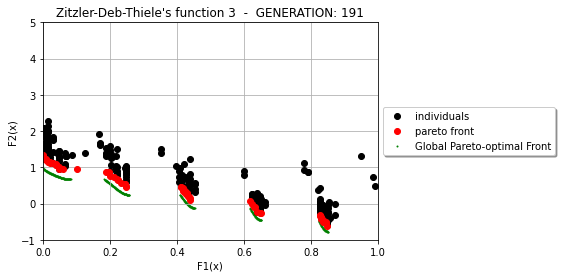 Zitzler-Deb-Thiele's function 3 - GENERATION: 191
5
4
3
2
1
0
−1
F2(x)
0.0 0.2 0.4 0.6 0.8 1.0
F1(x)
individuals
pareto front
Global Pareto-optimal Front